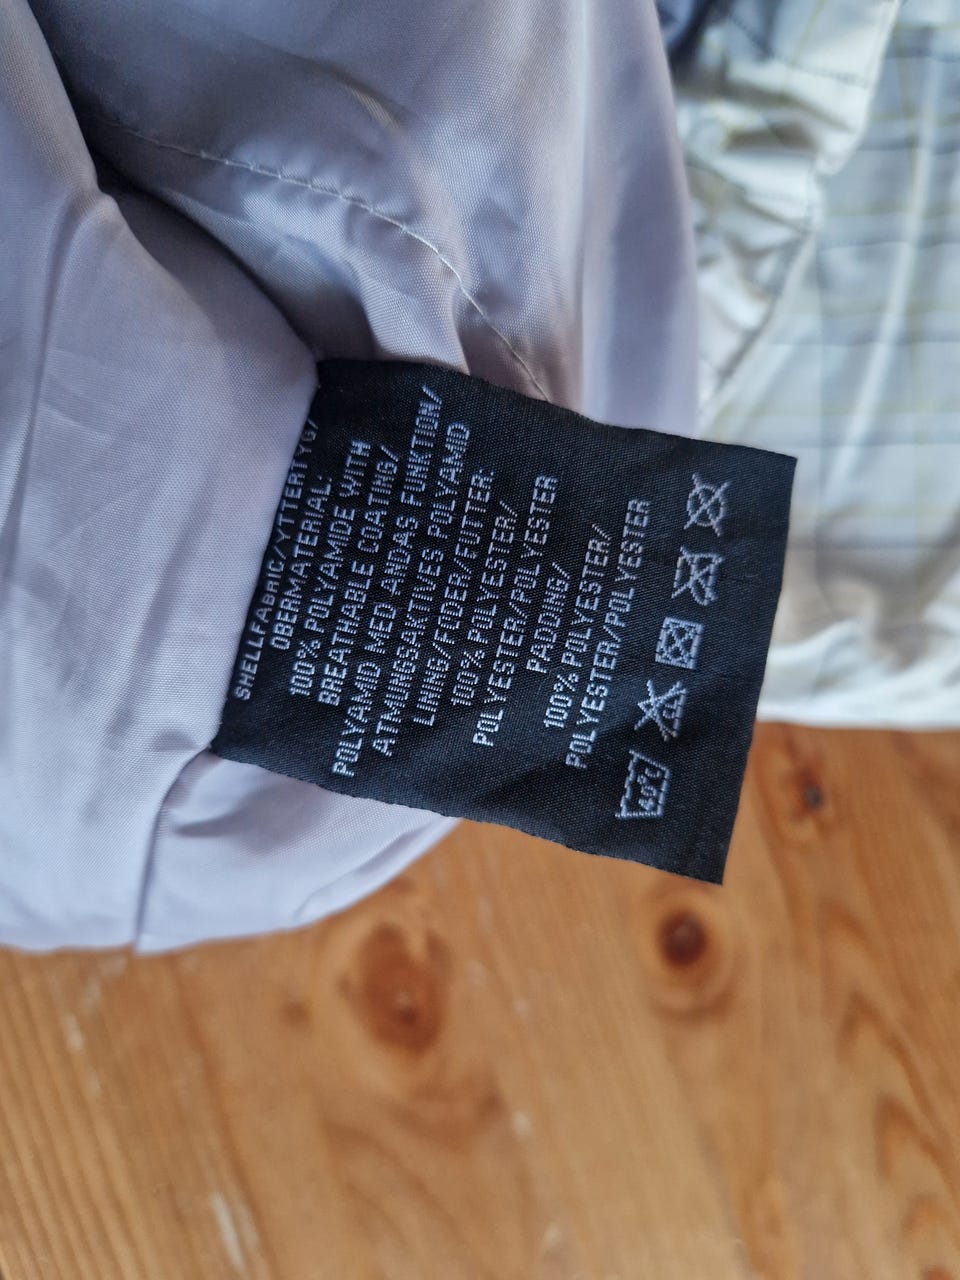 SHELLFABRIC/YTTERTYG/
OBERMATERIAL:
100% POLYAMIDE WITH
BREATHABLE COATING/
POLYAMID MED ANDAS FUNKTION/
ATMUNGSAKTIVES POLYAMID
LINING/FODER/FUTTER:
100% POLYESTER/
POLYESTER/POLYESTER
PADDING/
100% POLYESTER/
POLYESTER/POLYESTER
40°C